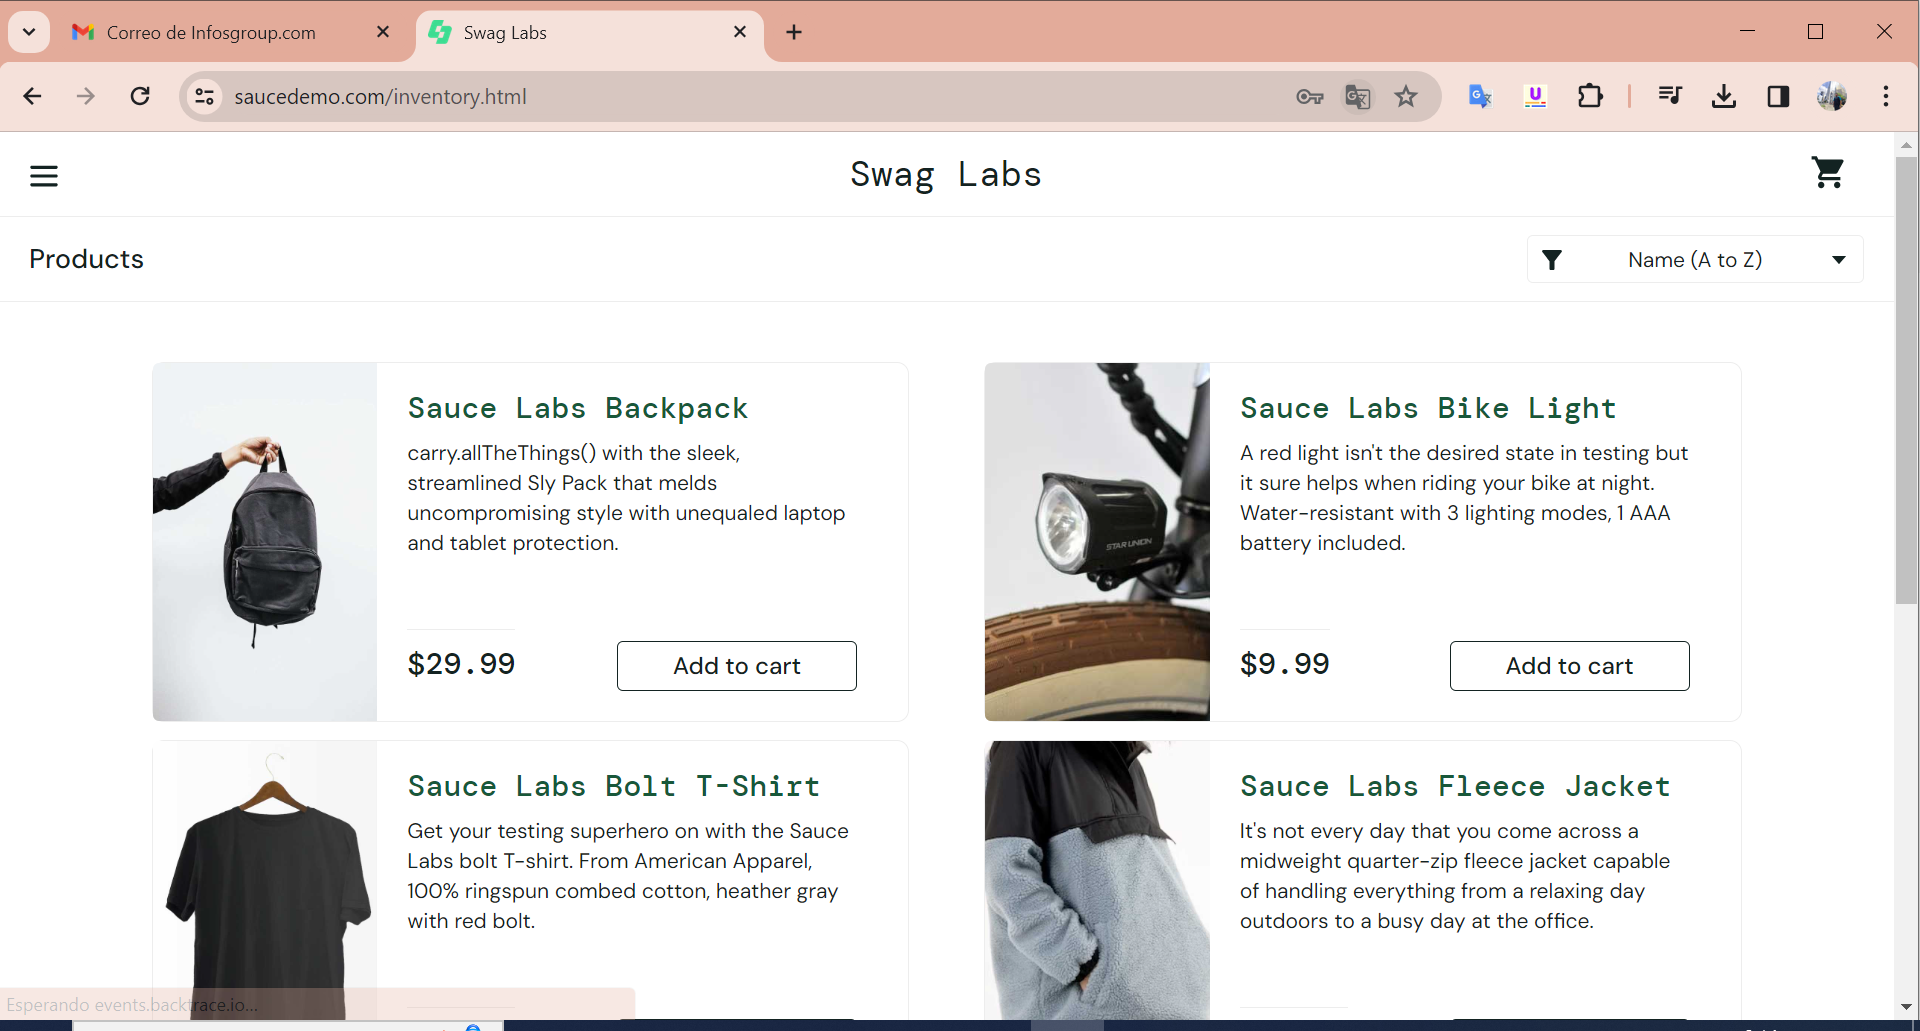 Correo de Infosgroup.com
Swag Labs
saucedemo.com/inventory.html
Swag Labs
Products
Name (A to Z)
Sauce Labs Backpack
carry.allTheThings() with the sleek,
streamlined Sly Pack that melds
uncompromising style with unequaled laptop
and tablet protection.
$29.99
Add to cart
Sauce Labs Bike Light
A red light isn't the desired state in testing but
it sure helps when riding your bike at night.
Water-resistant with 3 lighting modes, 1 AAA
battery included.
STAR UNION
$9.99
Add to cart
Sauce Labs Bolt T-Shirt
Get your testing superhero on with the Sauce
Labs bolt T-shirt. From American Apparel,
100% ringspun combed cotton, heather gray
with red bolt.
Sauce Labs Fleece Jacket
It's not every day that you come across a
midweight quarter-zip fleece jacket capable
of handling everything from a relaxing day
outdoors to a busy day at the office.
Esperando events.backtrace.io...